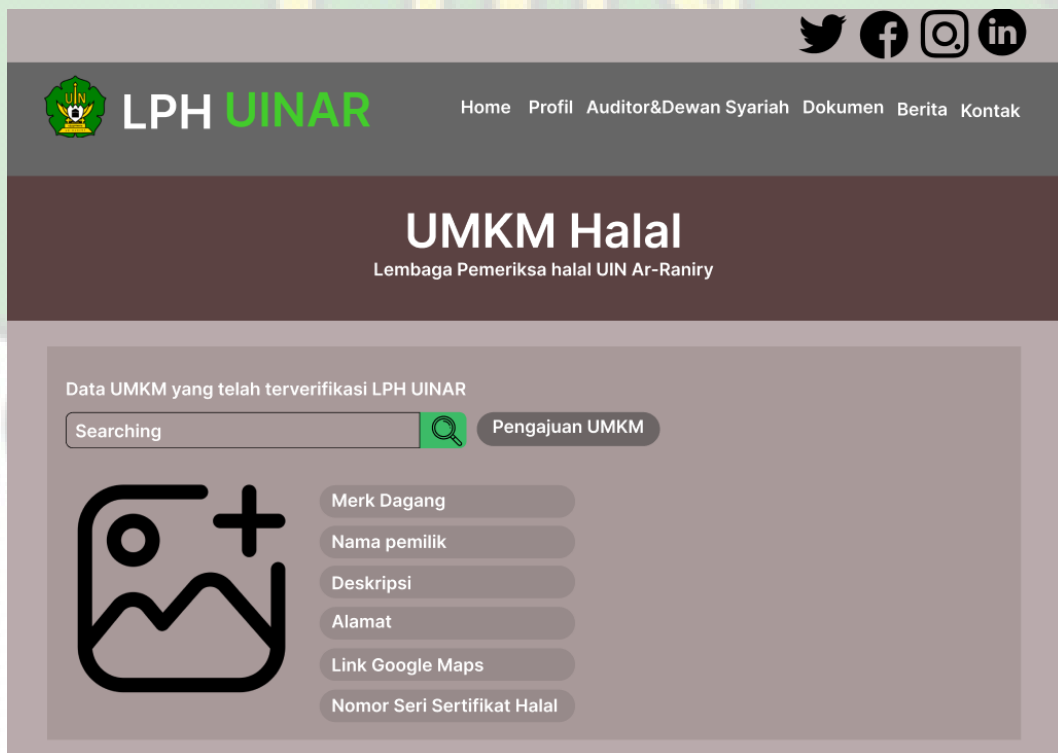 in
UIN
LPH UINAR
Home Profil Auditor&Dewan Syariah Dokumen Berita Kontak
UMKM Halal
Lembaga Pemeriksa halal UIN Ar-Raniry
Data UMKM yang telah terverifikasi LPH UINAR
Searching
Pengajuan UMKM
Merk Dagang
Nama pemilik
Deskripsi
Alamat
Link Google Maps
Nomor Seri Sertifikat Halal